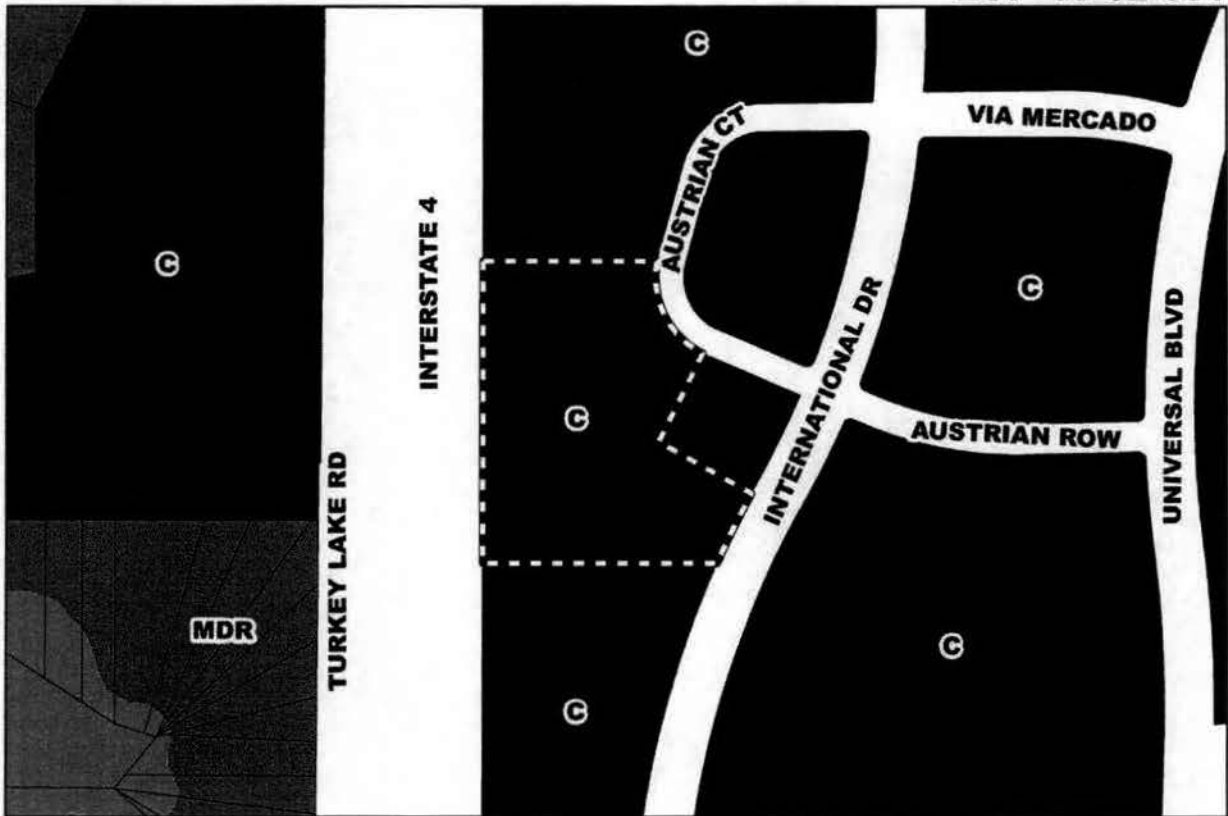 C
VIA MERCADO
AUSTRIAN CT
INTERSTATE 4
C
C
INTERNATIONAL DR
UNIVERSAL BLVD
C
AUSTRIAN ROW
TURKEY LAKE RD
MDR
C
C